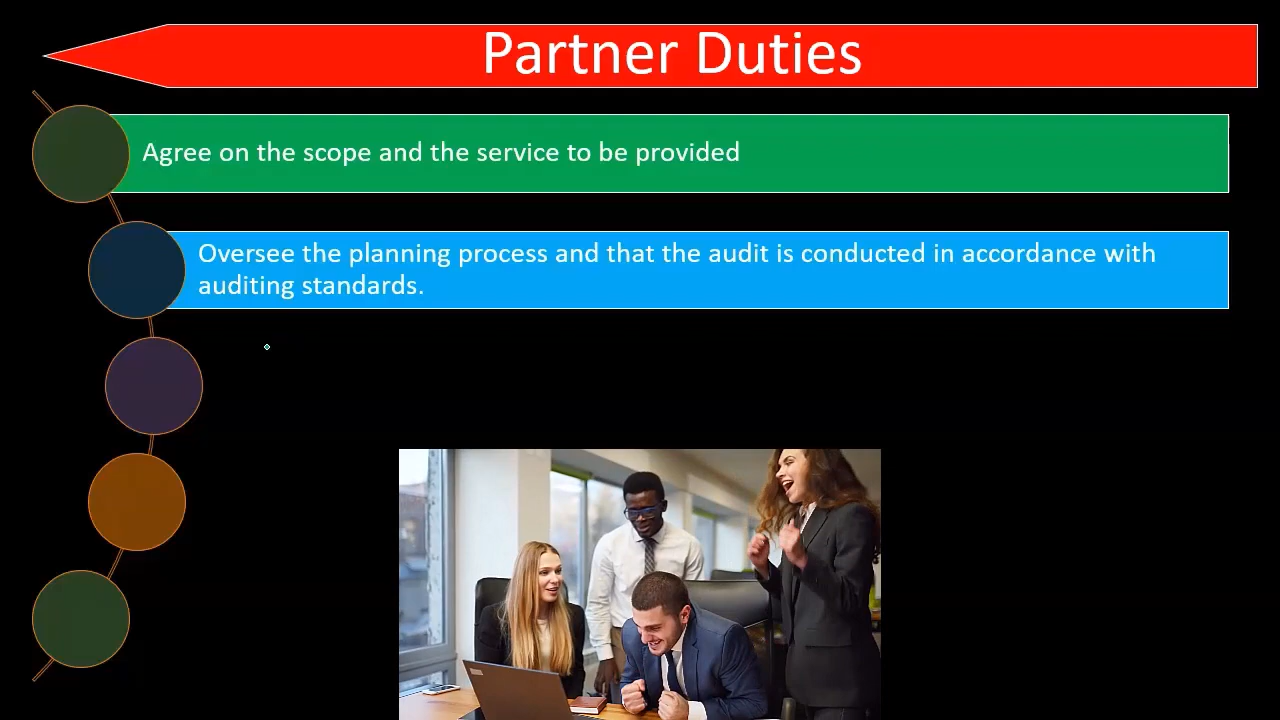 Partner Duties
Agree on the scope and the service to be provided
Oversee the planning process and that the audit is conducted in accordance with
auditing standards.